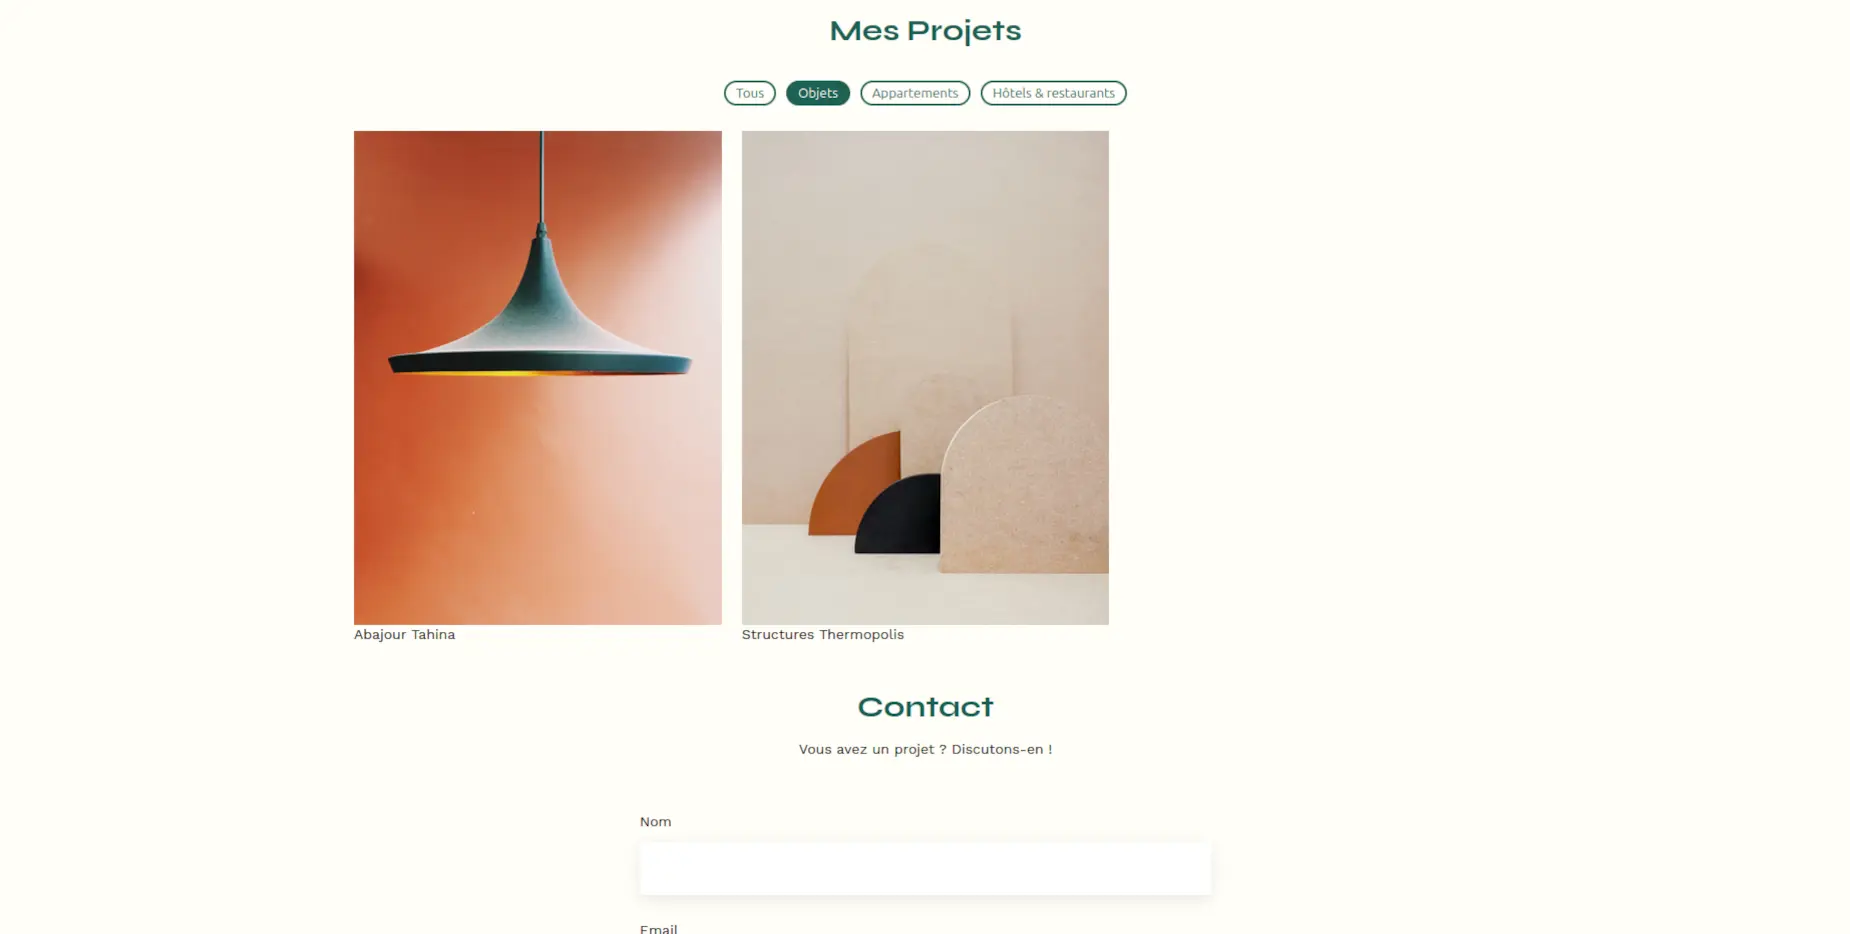 Mes Projets
Tous
Objets
Appartements
Hôtels & restaurants
Abajour Tahina
Structures Thermopolis
Contact
Vous avez un projet ? Discutons-en !
Nom
Email